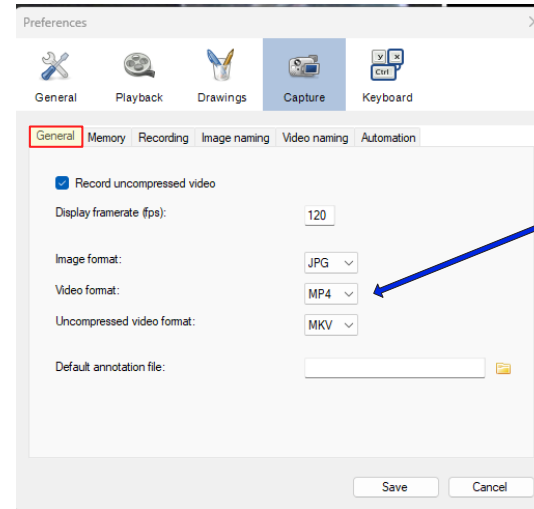 Preferences
General Playback Drawings Capture Keyboard
General Memory Recording Image naming Video naming Automation
Record uncompressed video
Display framerate (fps): 120
Image format: JPG
Video format: MP4
Uncompressed video format: MKV
Default annotation file:
Save Cancel